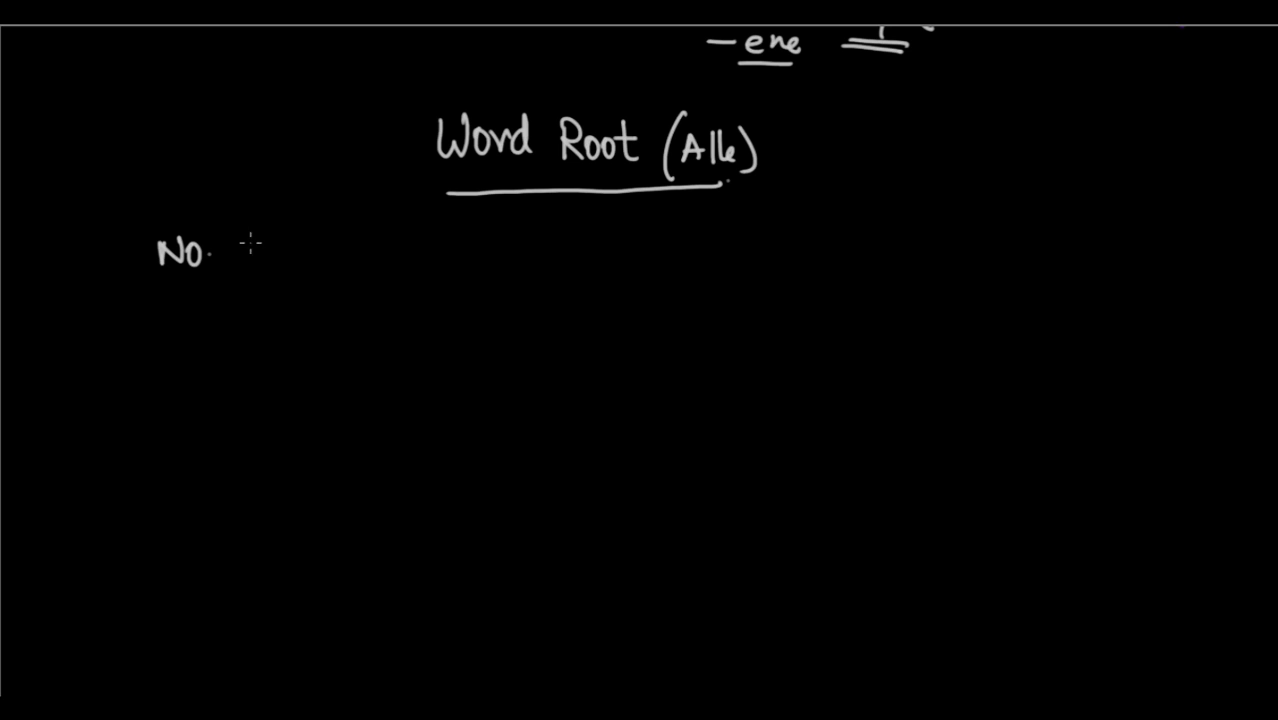 — ene
Word Root (Alk)
No.